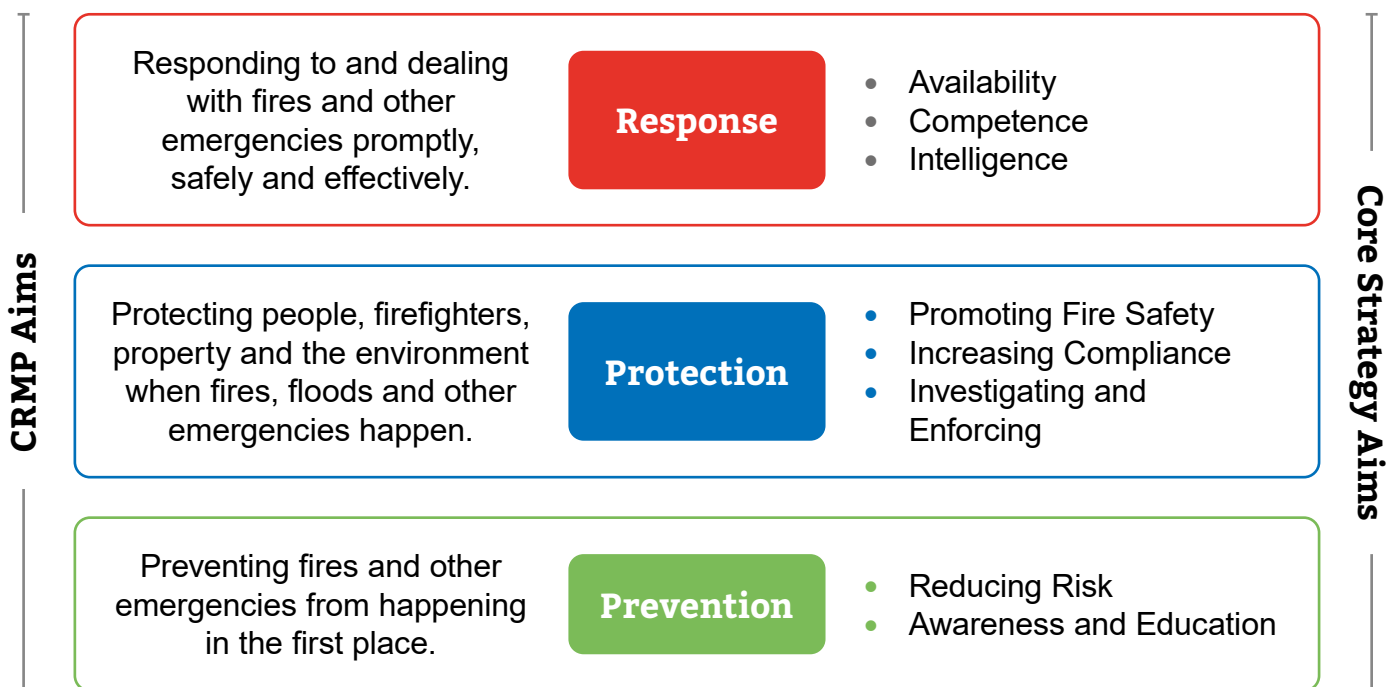 CRMP Aims
Responding to and dealing
with fires and other
emergencies promptly,
safely and effectively.
Response
• Availability
• Competence
• Intelligence
Protecting people, firefighters,
property and the environment
when fires, floods and other
emergencies happen.
Protection
• Promoting Fire Safety
• Increasing Compliance
• Investigating and
Enforcing
Preventing fires and other
emergencies from happening
in the first place.
Prevention
• Reducing Risk
• Awareness and Education
Core Strategy Aims